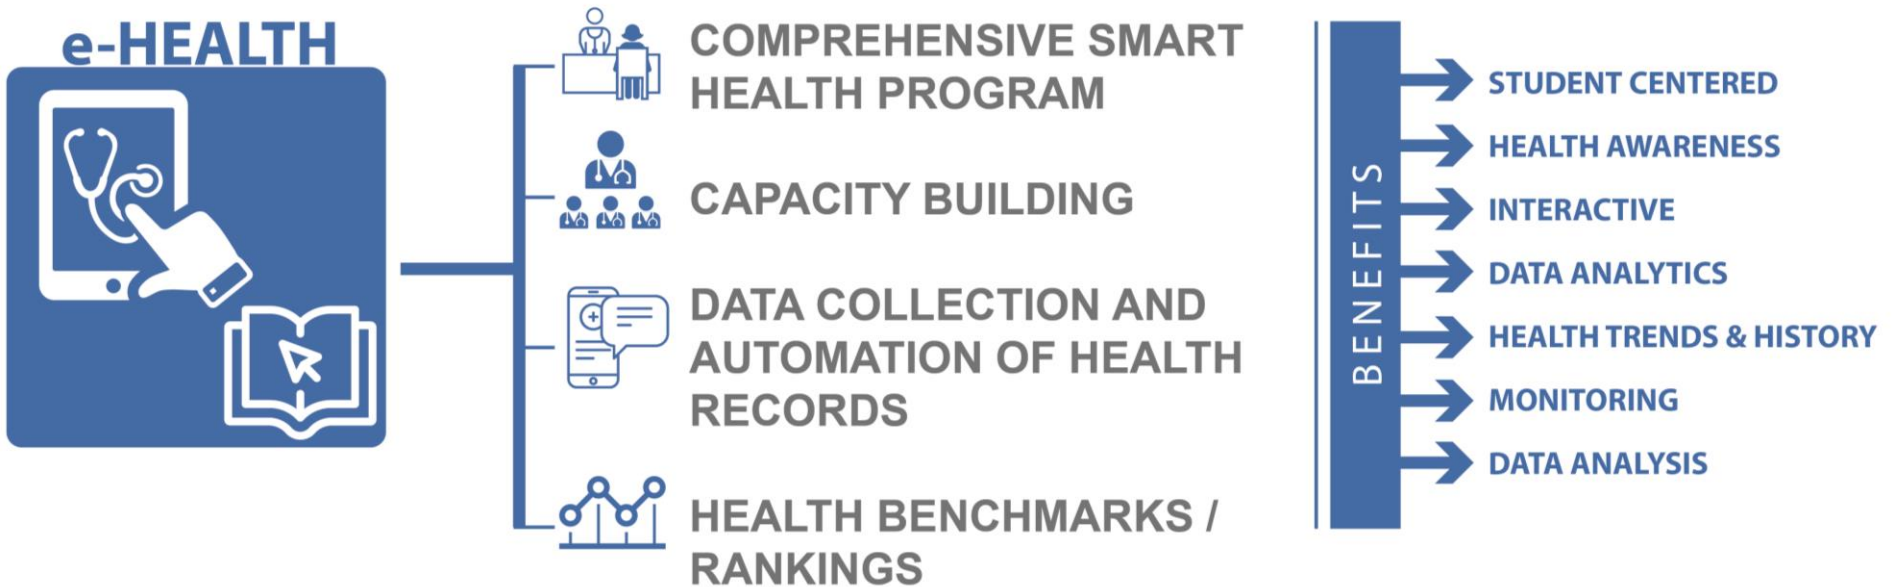 e-HEALTH
COMPREHENSIVE SMART
HEALTH PROGRAM
CAPACITY BUILDING
DATA COLLECTION AND
AUTOMATION OF HEALTH
RECORDS
HEALTH BENCHMARKS /
RANKINGS
BENEFITS
STUDENT CENTERED
HEALTH AWARENESS
INTERACTIVE
DATA ANALYTICS
HEALTH TRENDS & HISTORY
MONITORING
DATA ANALYSIS